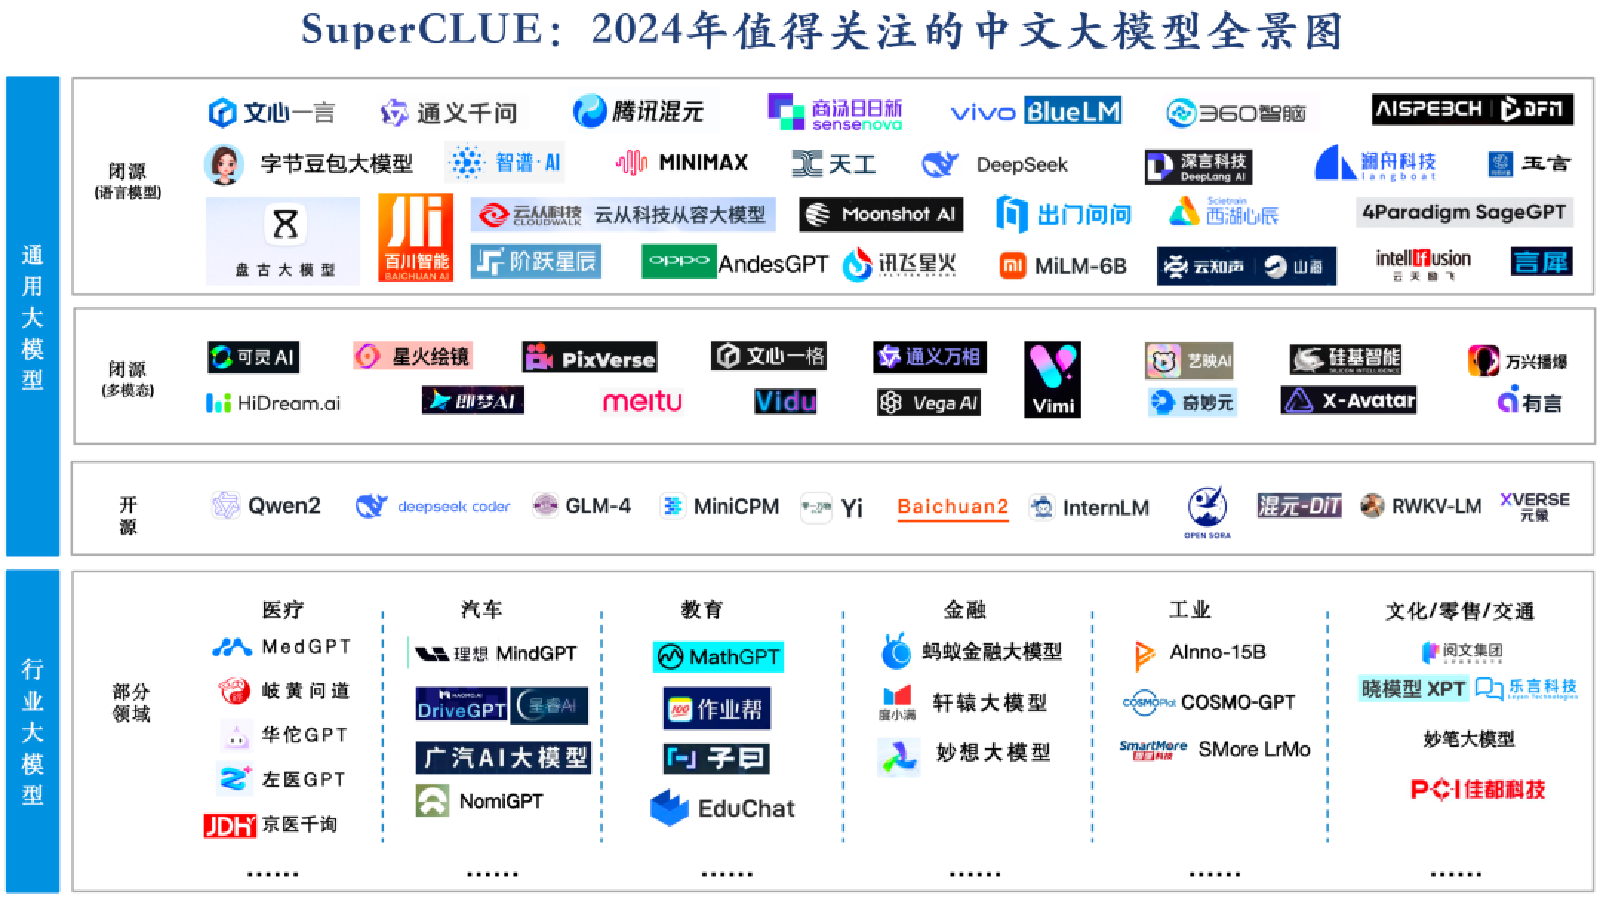 SuperCLUE：2024年值得关注的中文大模型全景图
通用大模型
闭源
(语言模型)
文心一言 通义千问 腾讯混元 商汤日日新 sensenova vivo BlueLM 360智脑 AISPEECH DFM
字节豆包大模型 智谱·AI MINIMAX 天工 DeepSeek 深言科技 DeepLang AI 澜舟科技 langboat 玉言
盘古大模型 百川智能 BAICHUAN AI 云从科技 CLOUDWALK 云从科技从容大模型 Moonshot AI 出门问问 Scietrain 西湖心辰 4Paradigm SageGPT
阶跃星辰 OPPO AndesGPT 讯飞星火 MiLM-6B 云知声 山海 intellifusion 云天励飞 言犀
闭源
(多模态)
可灵 AI 星火绘镜 PixVerse 文心一格 通义万相 Vimi 艺映AI 硅基智能 SILICON INTELLIGENCE 万兴播爆
HiDream.ai 即梦AI meitu Vidu Vega AI 奇妙元 X-Avatar 有言
开源
Qwen2 deepseek coder GLM-4 MiniCPM Yi Baichuan2 InternLM OPEN SORA 混元-DiT RWKV-LM XVERSE 元象
行业大模型
部分
领域
医疗
MedGPT
岐黄问道
华佗GPT
左医GPT
JDH 京医千询
......
汽车
理想 MindGPT
HAOMO.AI DriveGPT 星睿AI
广汽AI大模型
NomiGPT
......
教育
MathGPT
作业帮
子曰
EduChat
......
金融
蚂蚁金融大模型
度小满 轩辕大模型
妙想大模型
......
工业
AInno-15B
COSMOPlat COSMO-GPT
SmartMore 思谋科技 SMore LrMo
......
文化/零售/交通
阅文集团
晓模型 XPT 乐言科技 Leyan Technologies
妙笔大模型
PCI佳都科技
......